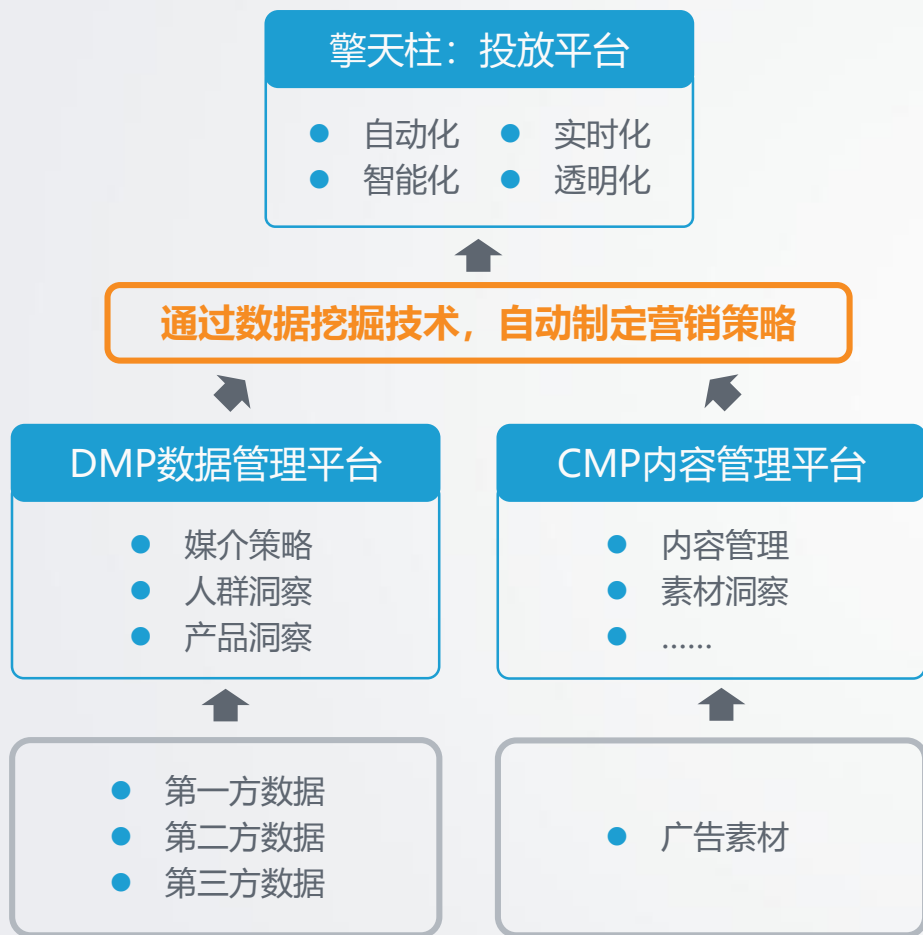 擎天柱：投放平台
自动化
实时化
智能化
透明化
通过数据挖掘技术，自动制定营销策略
DMP数据管理平台
媒介策略
人群洞察
产品洞察
CMP内容管理平台
内容管理
素材洞察
......
第一方数据
第二方数据
第三方数据
广告素材